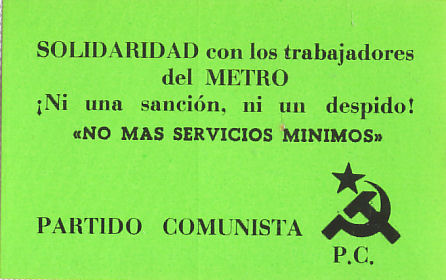 SOLIDARIDAD con los trabajadores
del METRO
¡Ni una sanción, ni un despido!
«NO MAS SERVICIOS MINIMOS»
PARTIDO COMUNISTA
P.C.